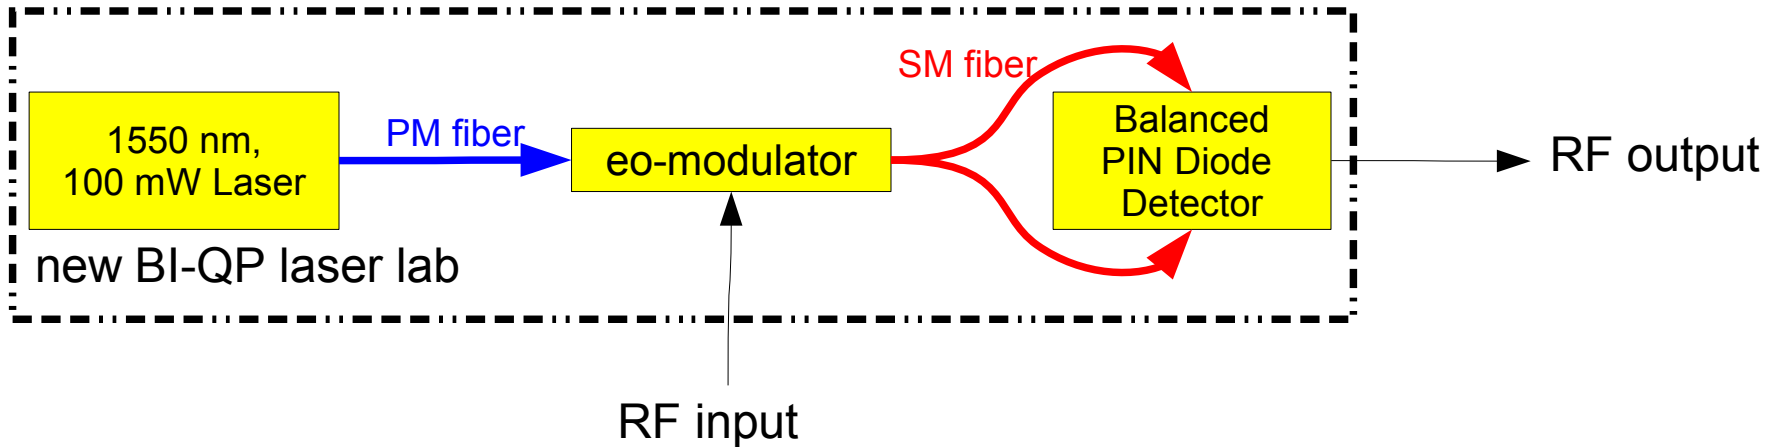 SM fiber
1550 nm,
100 mW Laser
PM fiber
eo-modulator
Balanced
PIN Diode
Detector
RF output
new BI-QP laser lab
RF input